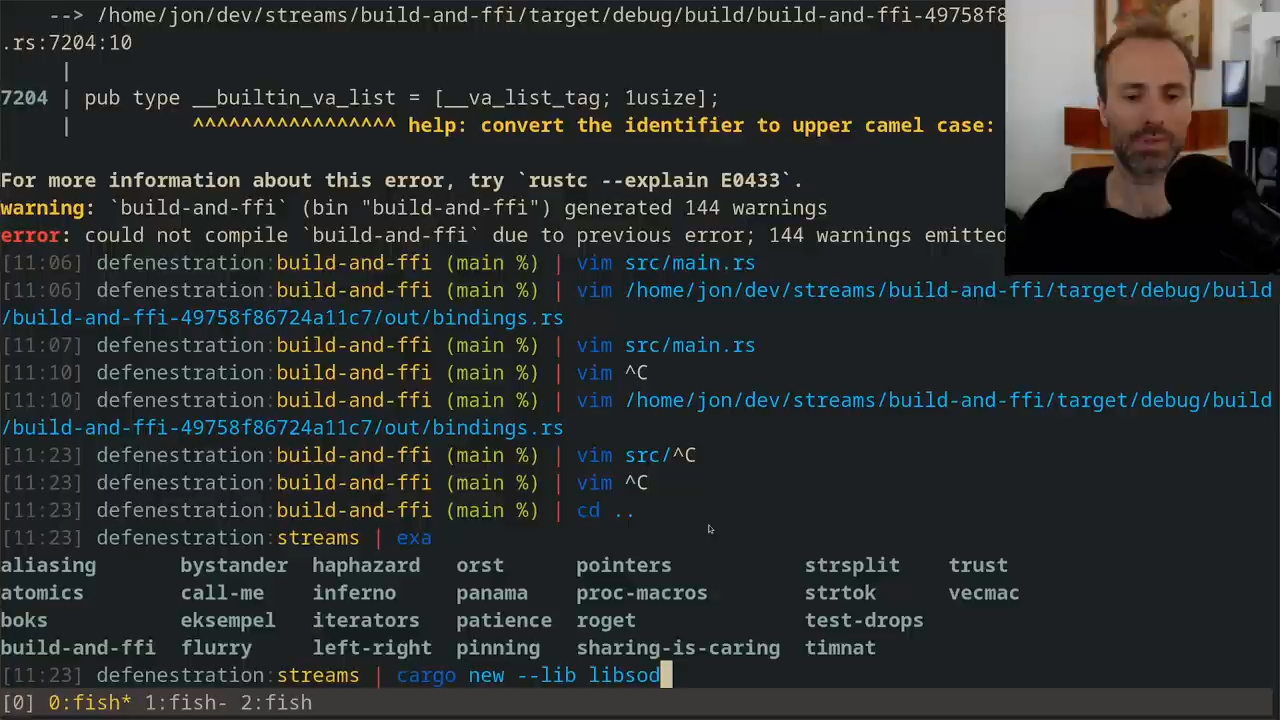 --> /home/jon/dev/streams/build-and-ffi/target/debug/build/build-and-ffi-49758f8
.rs:7204:10
|
7204 | pub type __builtin_va_list = [__va_list_tag; 1usize];
| ^^^^^^^^^^^^^^^^^ help: convert the identifier to upper camel case:
For more information about this error, try `rustc --explain E0433`.
warning: `build-and-ffi` (bin "build-and-ffi") generated 144 warnings
error: could not compile `build-and-ffi` due to previous error; 144 warnings emitted
[11:06] defenestration:build-and-ffi (main %) | vim src/main.rs
[11:06] defenestration:build-and-ffi (main %) | vim /home/jon/dev/streams/build-and-ffi/target/debug/build
/build-and-ffi-49758f86724a11c7/out/bindings.rs
[11:07] defenestration:build-and-ffi (main %) | vim src/main.rs
[11:10] defenestration:build-and-ffi (main %) | vim ^C
[11:10] defenestration:build-and-ffi (main %) | vim /home/jon/dev/streams/build-and-ffi/target/debug/build
/build-and-ffi-49758f86724a11c7/out/bindings.rs
[11:23] defenestration:build-and-ffi (main %) | vim src/^C
[11:23] defenestration:build-and-ffi (main %) | vim ^C
[11:23] defenestration:build-and-ffi (main %) | cd ..
[11:23] defenestration:streams | exa
aliasing bystander haphazard orst pointers strsplit trust
atomics call-me inferno panama proc-macros strtok vecmac
boks eksempel iterators patience roget test-drops
build-and-ffi flurry left-right pinning sharing-is-caring timnat
[11:23] defenestration:streams | cargo new --lib libsod
[0] 0:fish* 1:fish- 2:fish